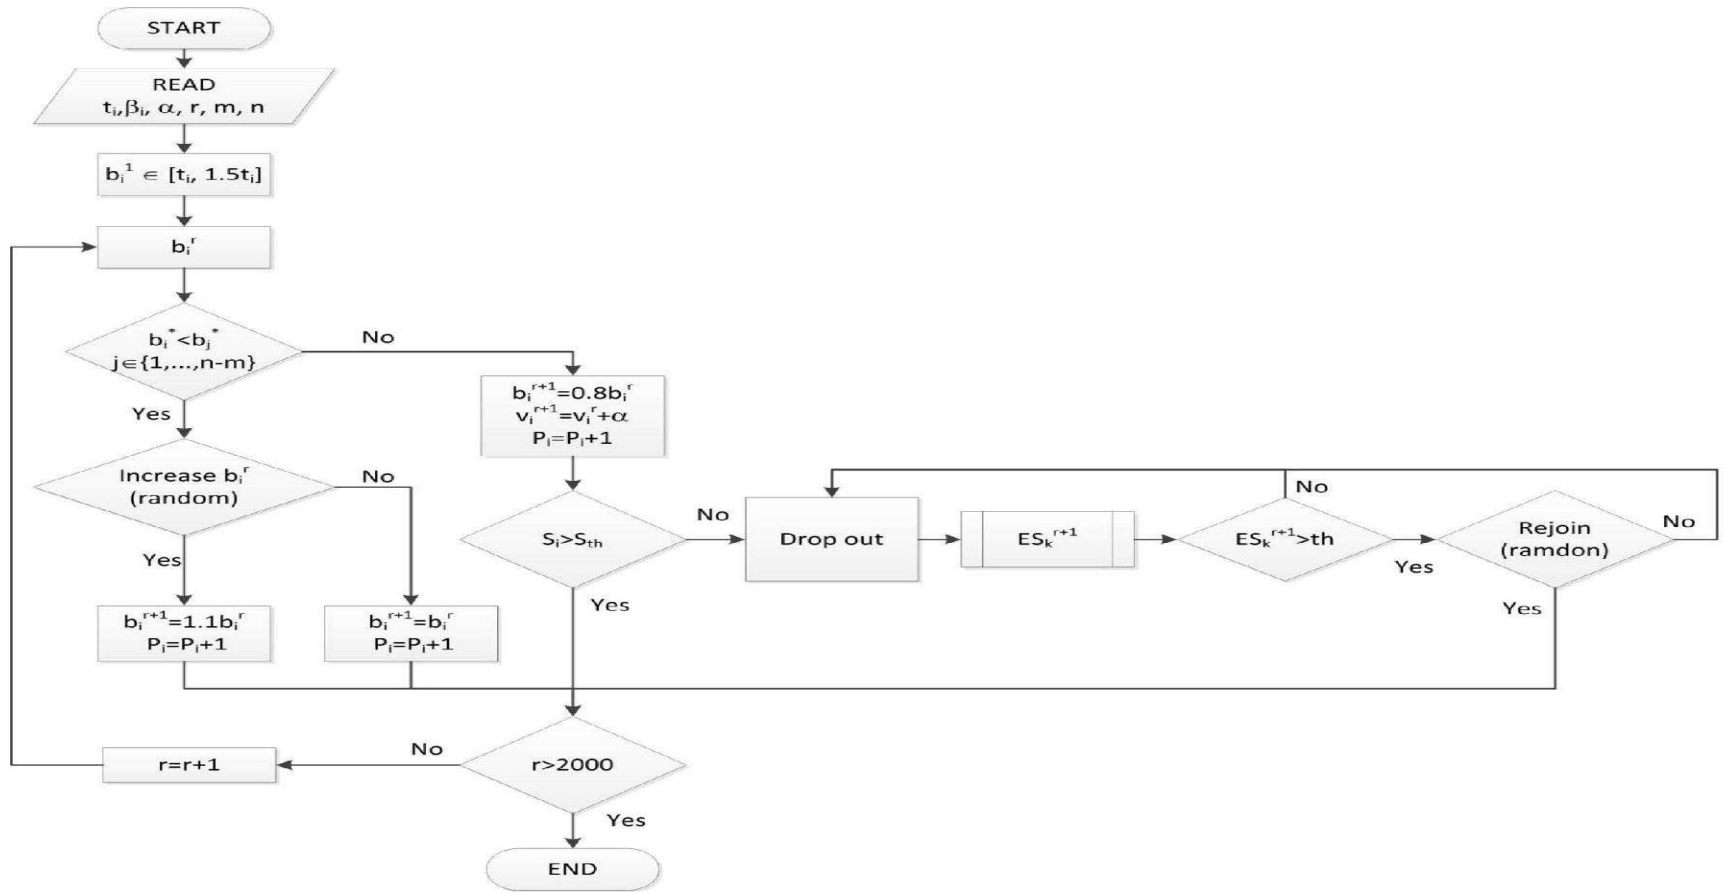 START
READ
tᵢ,βᵢ, α, r, m, n
bᵢ¹ ∈ [tᵢ, 1.5tᵢ]
bᵢʳ
bᵢ*<bⱼ*
j∈{1,...,n-m}
No
Yes
bᵢʳ⁺¹=0.8bᵢʳ
vᵢʳ⁺¹=vᵢʳ+α
Pᵢ=Pᵢ+1
Increase bᵢʳ
(random)
No
Yes
bᵢʳ⁺¹=1.1bᵢʳ
Pᵢ=Pᵢ+1
bᵢʳ⁺¹=bᵢʳ
Pᵢ=Pᵢ+1
Sᵢ>Sth
No
Yes
Drop out
ESₖʳ⁺¹
ESₖʳ⁺¹>th
No
Yes
Rejoin
(ramdon)
No
Yes
r>2000
No
r=r+1
Yes
END